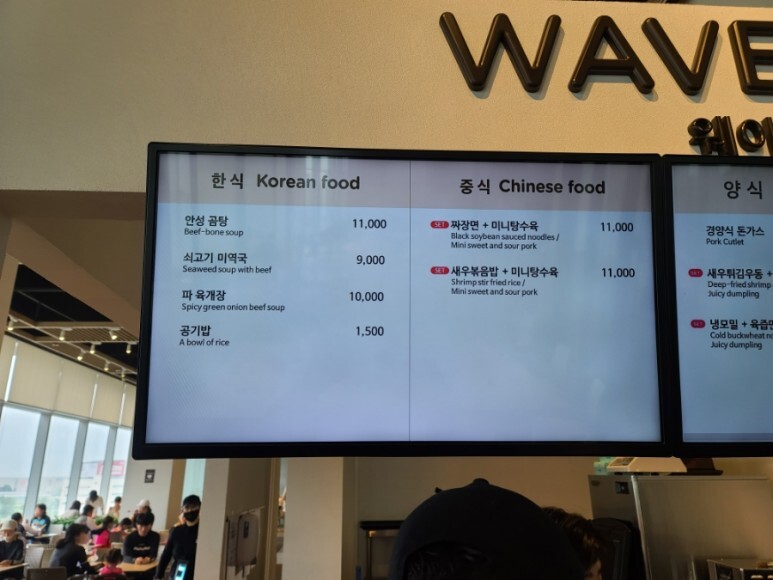 WAVE
웨이
한식 Korean food
안성 곰탕 11,000
Beef-bone soup
쇠고기 미역국 9,000
Seaweed soup with beef
파 육개장 10,000
Spicy green onion beef soup
공기밥 1,500
A bowl of rice
중식 Chinese food
SET 짜장면 + 미니탕수육 11,000
Black soybean sauced noodles /
Mini sweet and sour pork
SET 새우볶음밥 + 미니탕수육 11,000
Shrimp stir fried rice /
Mini sweet and sour pork
양식
경양식 돈가스
Pork Cutlet
SET 새우튀김우동 +
Deep-fried shrimp
Juicy dumpling
SET 냉모밀 + 육즙만
Cold buckwheat no
Juicy dumpling